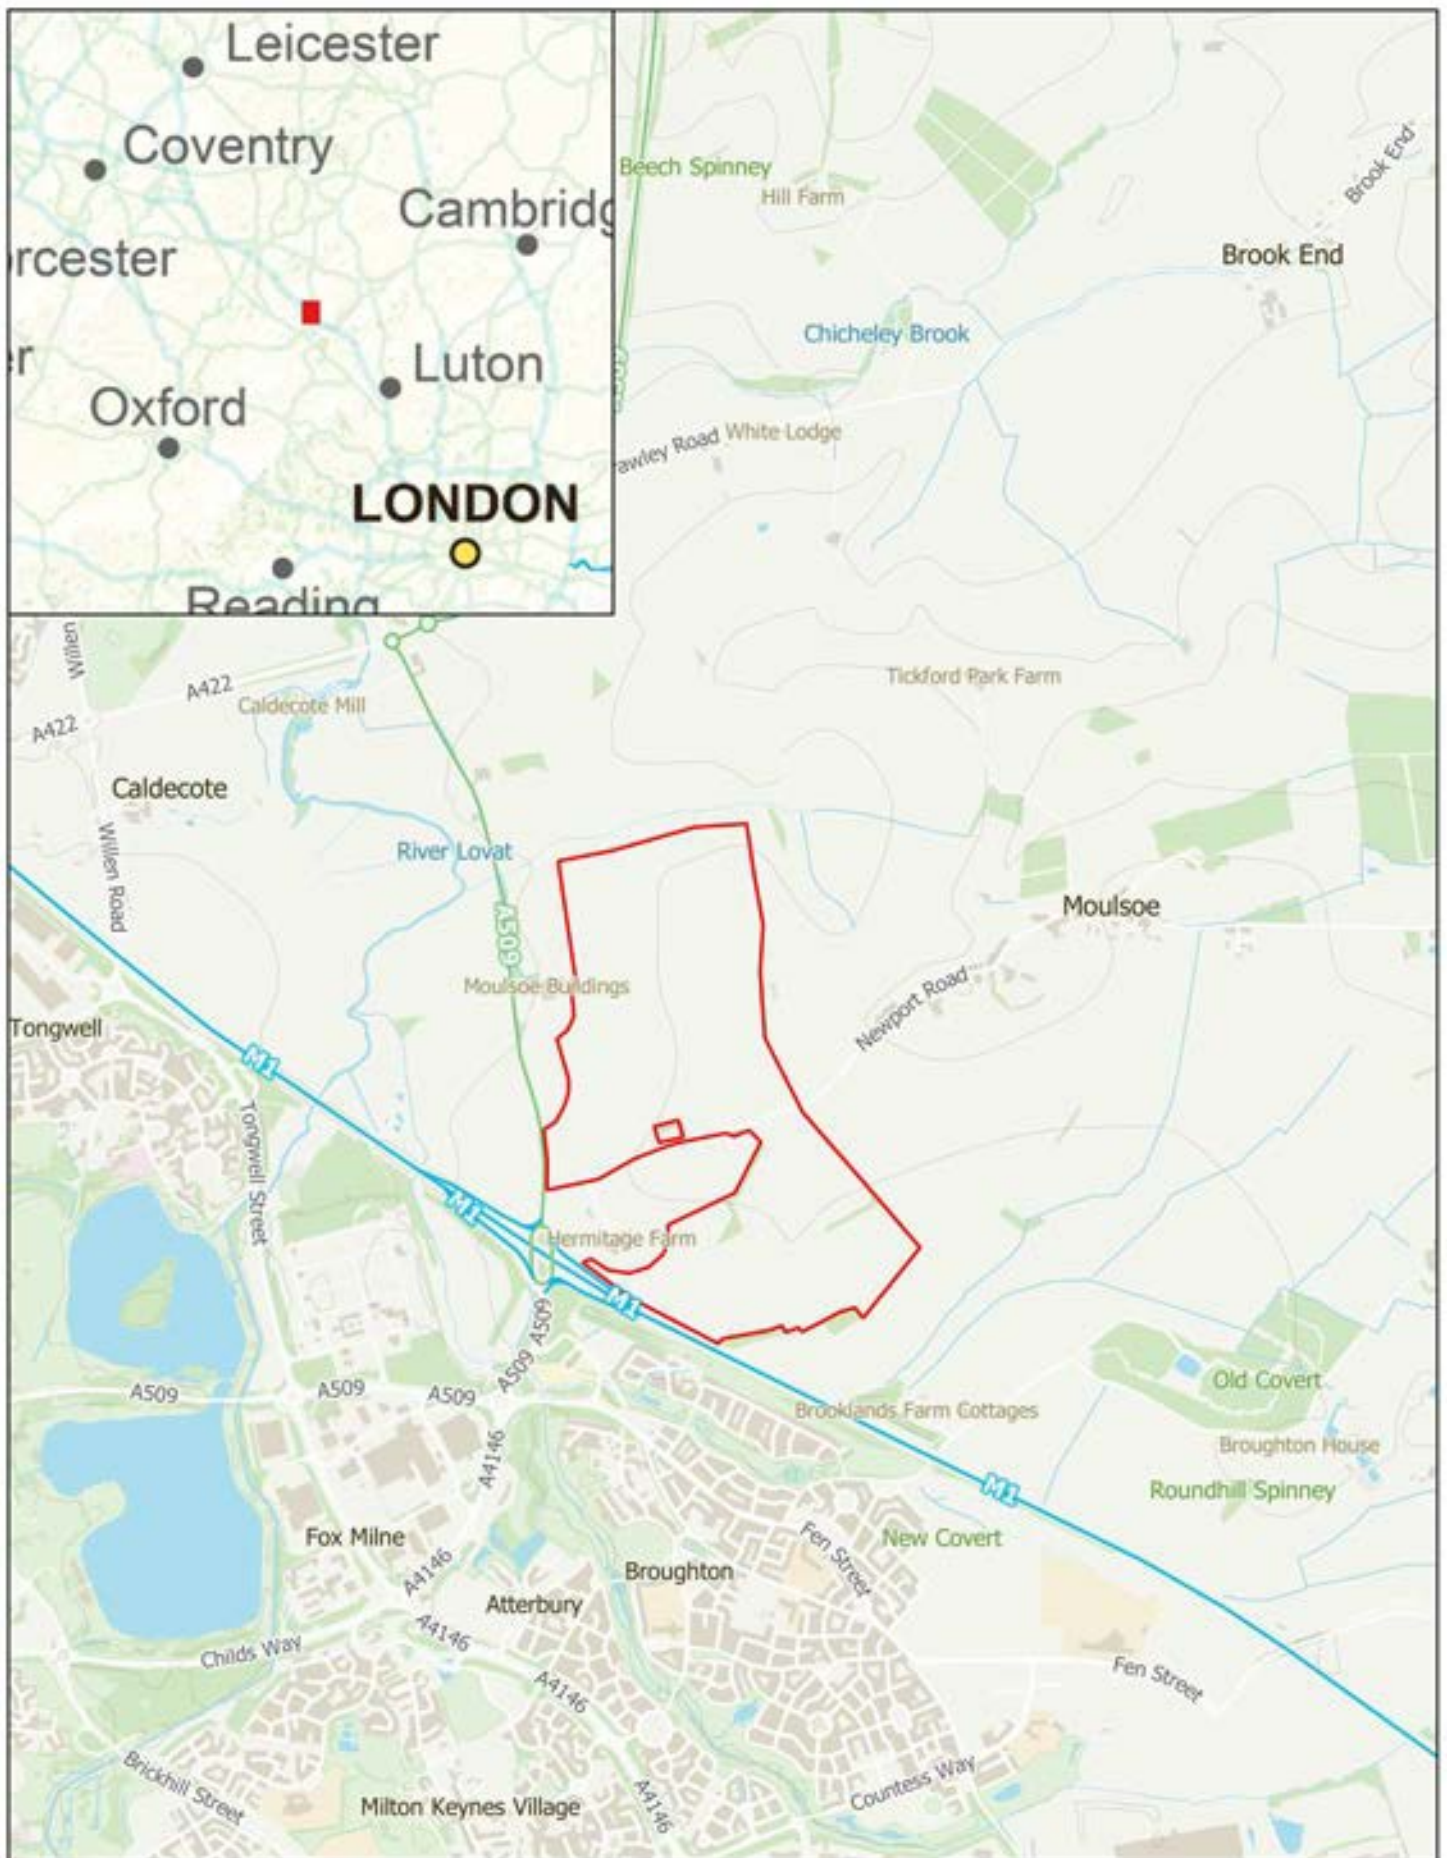 Leicester
Coventry
Cambridg
rcester
r
Luton
Oxford
LONDON
Reading
Beech Spinney
Hill Farm
Brook End
Brook End
Chicheley Brook
awley Road
White Lodge
Willen
A422
A422
Caldecote Mill
Tickford Park Farm
Caldecote
Willen Road
River Lovat
A509
Moulsoe
Moulsoe Buildings
Newport Road
Tongwell
M1
Tongwell Street
M1
Hermitage Farm
M1
A509
A509
A509
A509
A509
Old Covert
Brooklands Farm Cottages
Broughton House
A4146
M1
Roundhill Spinney
Fox Milne
Fen Street
New Covert
A4146
Broughton
Atterbury
A4146
Childs Way
A4146
Fen Street
Brickhill Street
Countess Way
Milton Keynes Village
A4146